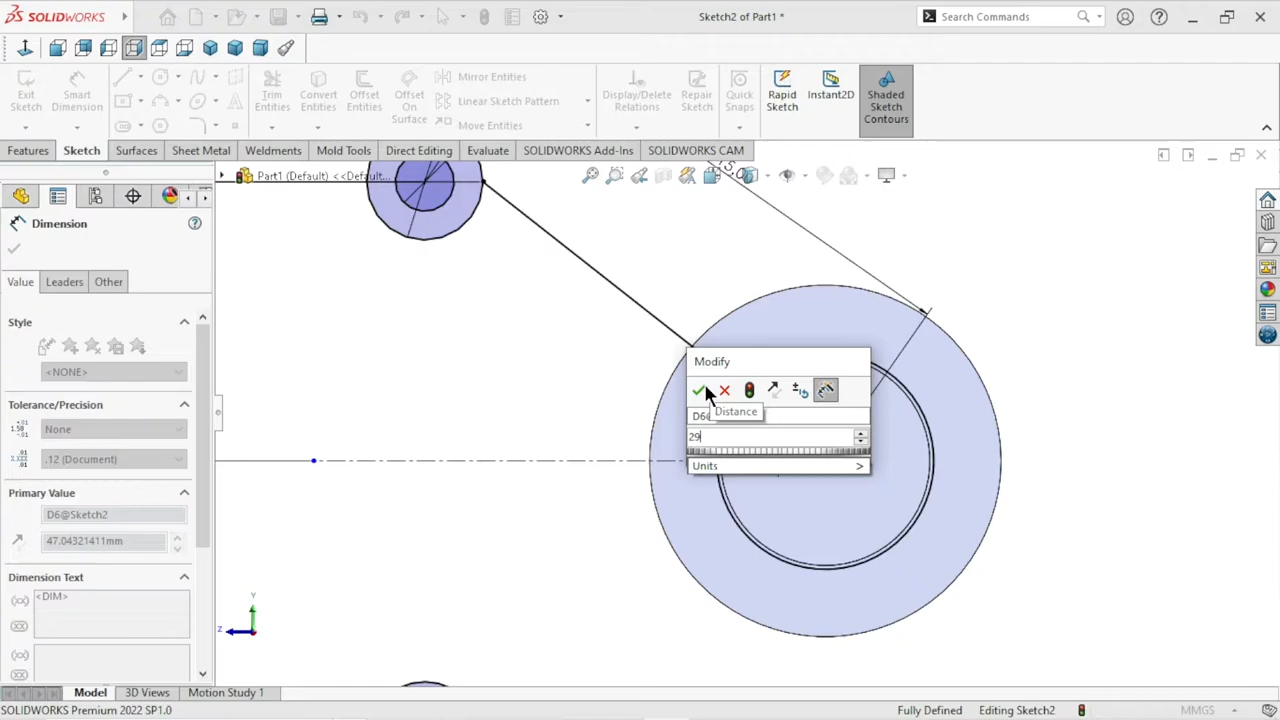 SOLIDWORKS
Sketch2 of Part1 *
Search Commands
Exit Sketch
Smart Dimension
Trim Entities
Convert Entities
Offset Entities
Offset On Surface
Mirror Entities
Linear Sketch Pattern
Move Entities
Display/Delete Relations
Repair Sketch
Quick Snaps
Rapid Sketch
Instant2D
Shaded Sketch Contours
Features
Sketch
Surfaces
Sheet Metal
Weldments
Mold Tools
Direct Editing
Evaluate
SOLIDWORKS Add-Ins
SOLIDWORKS CAM
Part1 (Default) <<Default...
Dimension
Value
Leaders
Other
Style
<NONE>
Tolerance/Precision
None
.12 (Document)
Primary Value
D6@Sketch2
47.04321411mm
Dimension Text
<DIM>
Modify
Distance
29
Units
Y
Z
Model
3D Views
Motion Study 1
SOLIDWORKS Premium 2022 SP1.0
Fully Defined
Editing Sketch2
MMGS